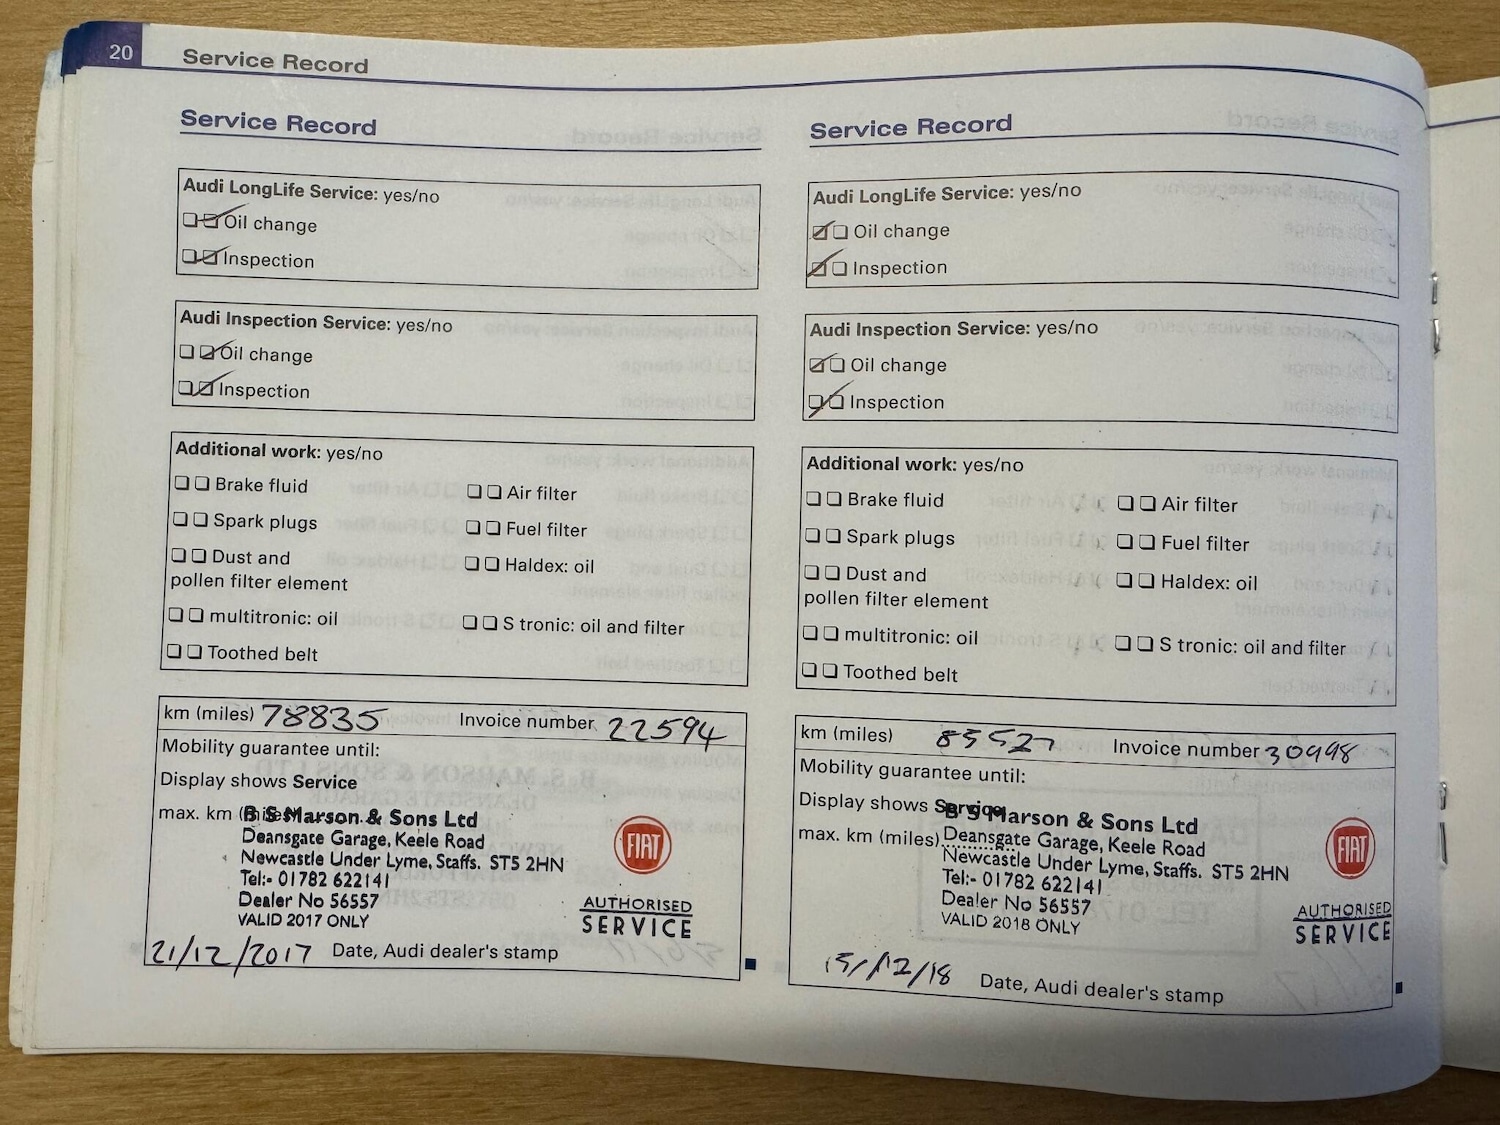 20
Service Record
Service Record
Audi LongLife Service: yes/no
Oil change
Inspection
Audi Inspection Service: yes/no
Oil change
Inspection
Additional work: yes/no
Brake fluid
Air filter
Spark plugs
Fuel filter
Dust and
pollen filter element
Haldex: oil
multitronic: oil
S tronic: oil and filter
Toothed belt
km (miles) 78835 Invoice number 22594
Mobility guarantee until:
Display shows Service
max. km (miles)
B S Marson & Sons Ltd
Deansgate Garage, Keele Road
Newcastle Under Lyme, Staffs. ST5 2HN
Tel:- 01782 622141
Dealer No 56557
VALID 2017 ONLY
FIAT
AUTHORISED
SERVICE
21/12/2017 Date, Audi dealer's stamp
Service Record
Audi LongLife Service: yes/no
Oil change
Inspection
Audi Inspection Service: yes/no
Oil change
Inspection
Additional work: yes/no
Brake fluid
Air filter
Spark plugs
Fuel filter
Dust and
pollen filter element
Haldex: oil
multitronic: oil
S tronic: oil and filter
Toothed belt
km (miles) Invoice number 30998
Mobility guarantee until:
Display shows Service
max. km (miles)
B S Marson & Sons Ltd
Deansgate Garage, Keele Road
Newcastle Under Lyme, Staffs. ST5 2HN
Tel:- 01782 622141
Dealer No 56557
VALID 2018 ONLY
FIAT
AUTHORISED
SERVICE
Date, Audi dealer's stamp